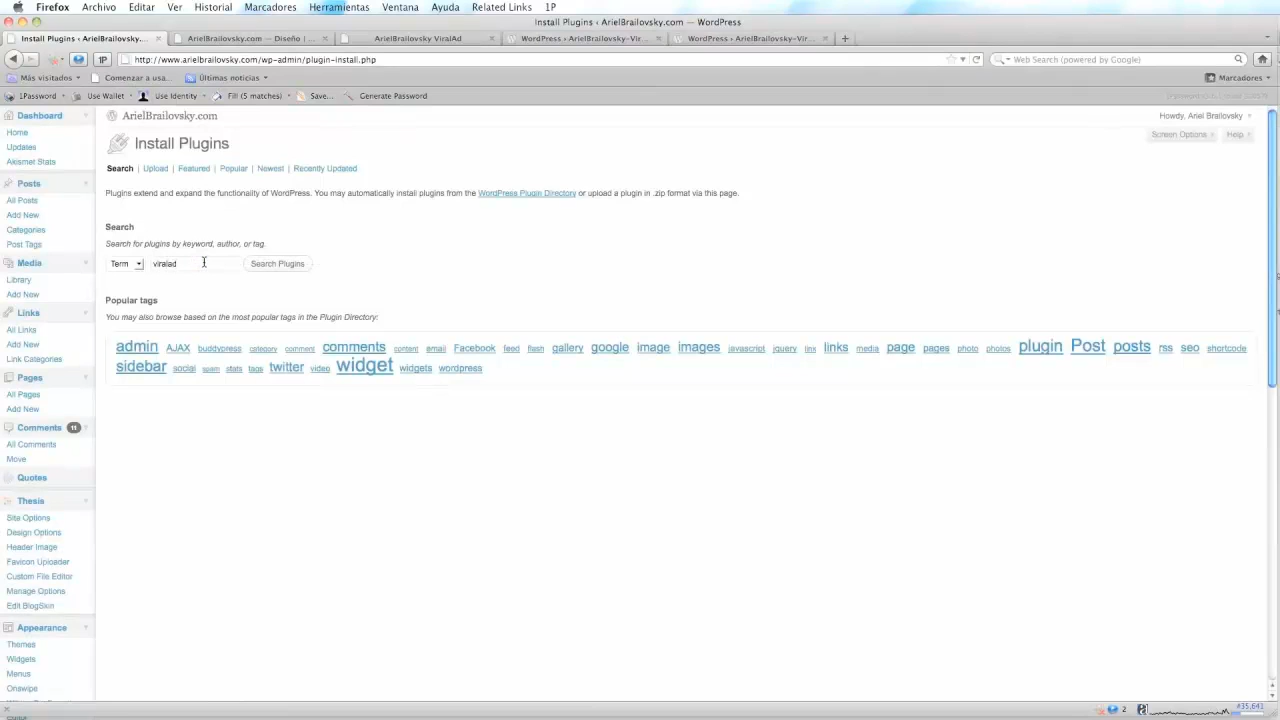 Firefox Archivo Editar Ver Historial Marcadores Herramientas Ventana Ayuda Related Links 1P
Install Plugins ‹ ArielBrailovsky.com — WordPress
Install Plugins ‹ ArielBrailovsky.... ArielBrailovsky.com — Diseño | ... ArielBrailovsky ViralAd WordPress › ArielBrailovsky-Vir... WordPress › ArielBrailovsky-Vir...
http://www.arielbrailovsky.com/wp-admin/plugin-install.php Web Search (powered by Google)
Más visitados Comenzar a usa... Últimas noticias Marcadores
1Password Use Wallet Use Identity Fill (5 matches) Save... Generate Password
Dashboard
Home
Updates
Akismet Stats
Posts
All Posts
Add New
Categories
Post Tags
Media
Library
Add New
Links
All Links
Add New
Link Categories
Pages
All Pages
Add New
Comments 11
All Comments
Move
Quotes
Thesis
Site Options
Design Options
Header Image
Favicon Uploader
Custom File Editor
Manage Options
Edit BlogSkin
Appearance
Themes
Widgets
Menus
Onswipe
Editor
ArielBrailovsky.com Howdy, Ariel Brailovsky
Screen Options Help
Install Plugins
Search | Upload | Featured | Popular | Newest | Recently Updated
Plugins extend and expand the functionality of WordPress. You may automatically install plugins from the WordPress Plugin Directory or upload a plugin in .zip format via this page.
Search
Search for plugins by keyword, author, or tag.
Term viralad Search Plugins
Popular tags
You may also browse based on the most popular tags in the Plugin Directory:
admin AJAX buddypress category comment comments content email Facebook feed flash gallery google image images javascript jquery link links media page pages photo photos plugin Post posts rss seo shortcode
sidebar social spam stats tags twitter video widget widgets wordpress
2 #35,641